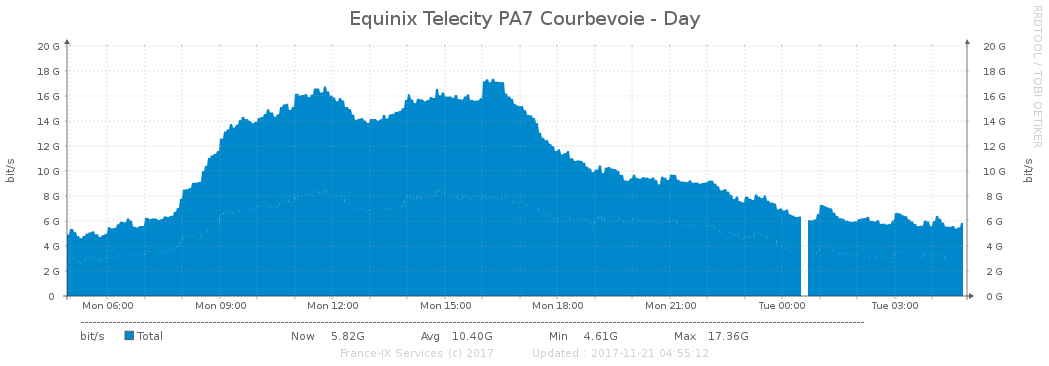 Equinix Telecity PA7 Courbevoie - Day
RRDTOOL / TOBI OETIKER
bit/s
20 G
18 G
16 G
14 G
12 G
10 G
8 G
6 G
4 G
2 G
0
20 G
18 G
16 G
14 G
12 G
10 G
8 G
6 G
4 G
2 G
0 G
bit/s
Mon 06:00 Mon 09:00 Mon 12:00 Mon 15:00 Mon 18:00 Mon 21:00 Tue 00:00 Tue 03:00
bit/s Total Now 5.82G Avg 10.40G Min 4.61G Max 17.36G
France-IX Services (c) 2017 Updated : 2017-11-21 04:55:12